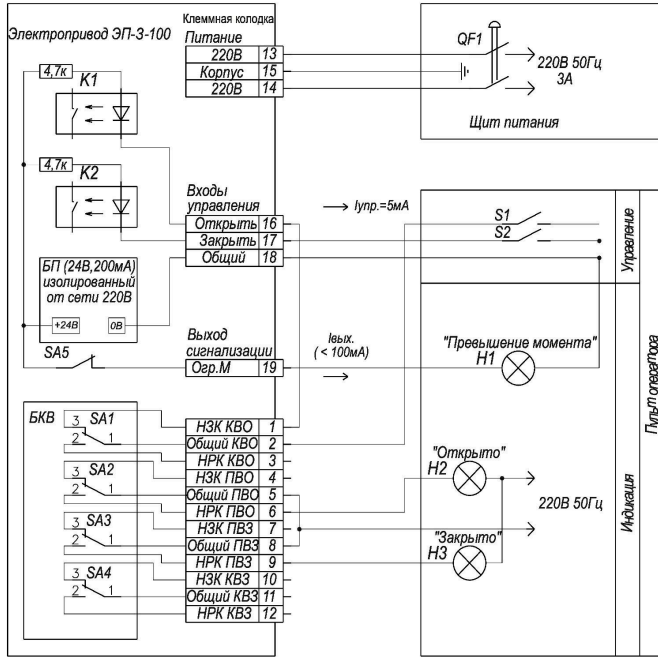 Электропривод ЭП-3-100
4,7к
К1
4,7к
К2
БП (24В,200мА)
изолированный
от сети 220В
+24В
0В
SA5
БКВ
3 SA1
2 1
3 SA2
2 1
3 SA3
2 1
3 SA4
2 1
Клеммная колодка
Питание
220В 13
Корпус 15
220В 14
Входы
управления
Открыть 16
Закрыть 17
Общий 18
Выход
сигнализации
Огр.М 19
НЗК КВО 1
Общий КВО 2
НРК КВО 3
НЗК ПВО 4
Общий ПВО 5
НРК ПВО 6
НЗК ПВЗ 7
Общий ПВЗ 8
НРК ПВЗ 9
НЗК КВЗ 10
Общий КВЗ 11
НРК КВЗ 12
Iупр.=5мА
Iвых.
( < 100мА)
QF1
220В 50Гц
3А
Щит питания
S1
S2
Управление
"Превышение момента"
Н1
"Открыто"
Н2
220В 50Гц
"Закрыто"
Н3
Индикация
Пульт оператора